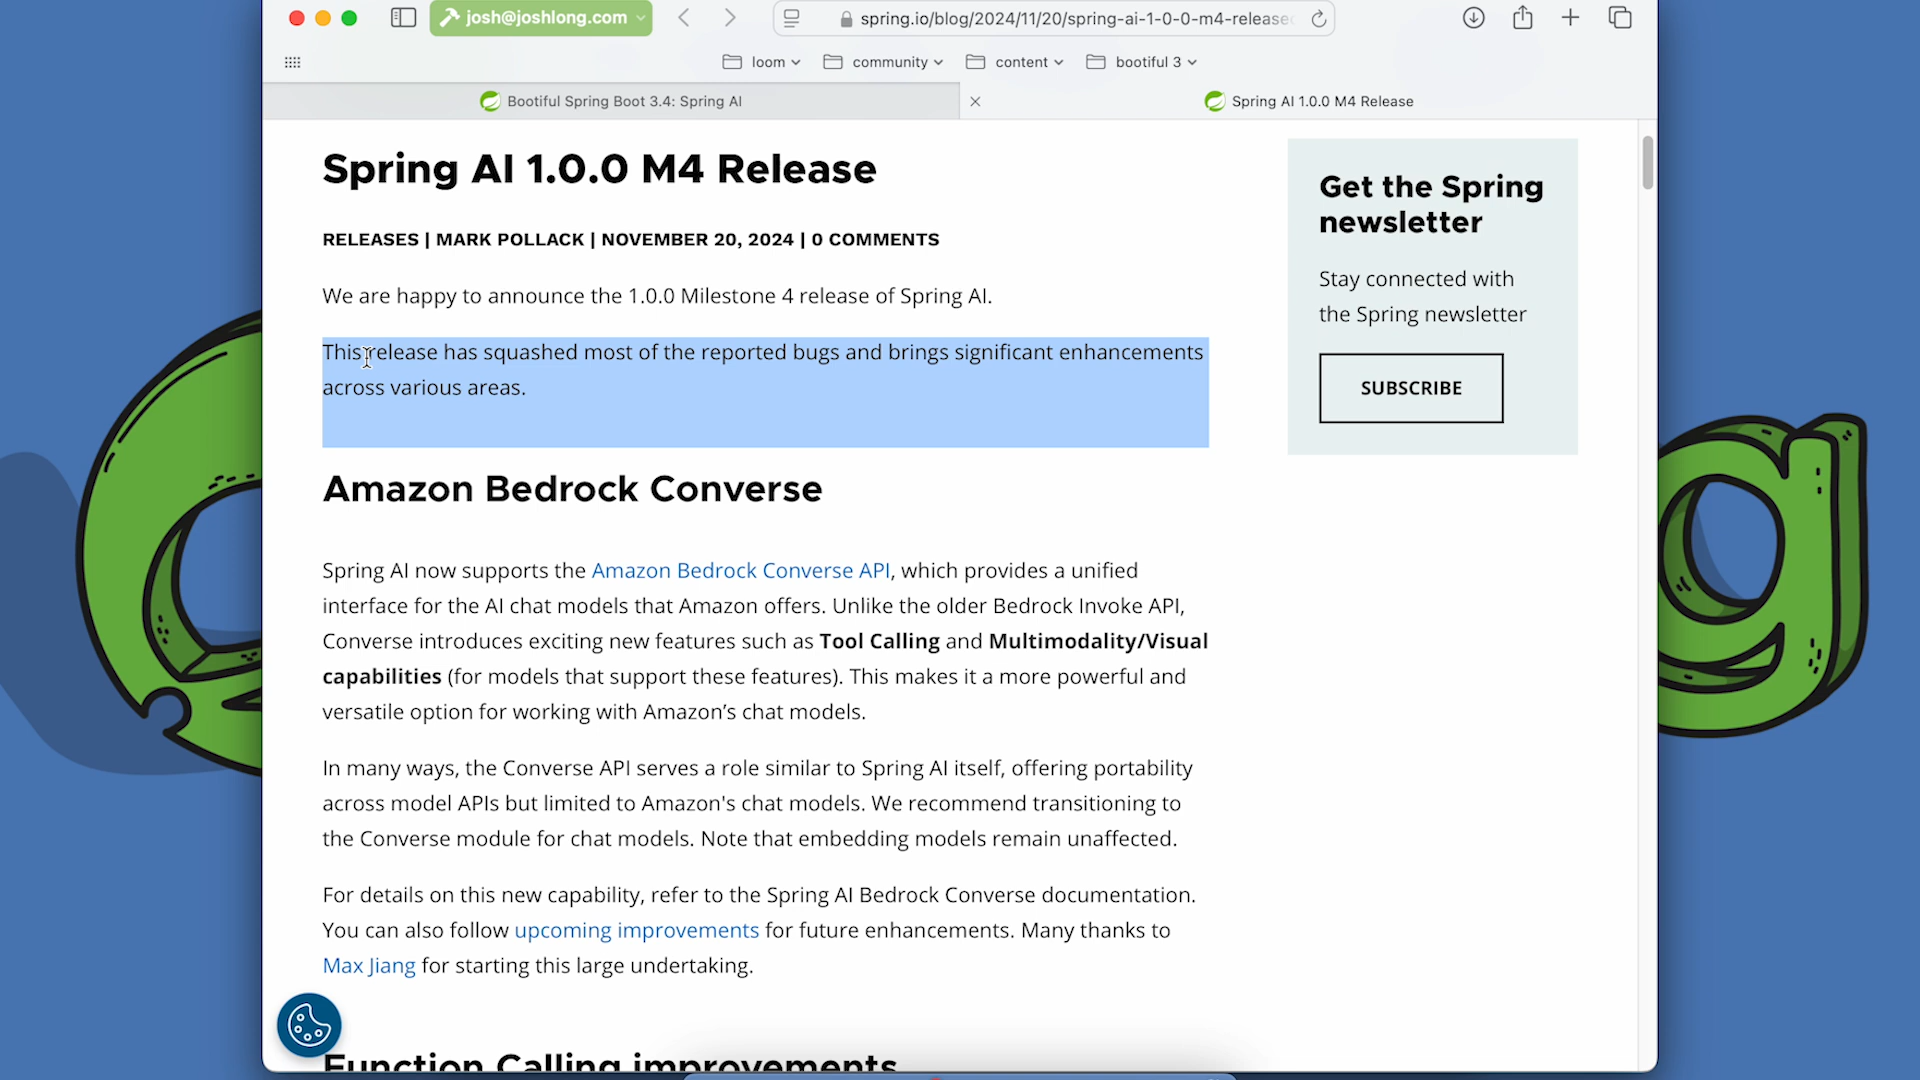 josh@joshlong.com
spring.io/blog/2024/11/20/spring-ai-1-0-0-m4-release
loom
community
content
bootiful 3
Bootiful Spring Boot 3.4: Spring AI
Spring AI 1.0.0 M4 Release
Spring AI 1.0.0 M4 Release
RELEASES | MARK POLLACK | NOVEMBER 20, 2024 | 0 COMMENTS
We are happy to announce the 1.0.0 Milestone 4 release of Spring AI.
This release has squashed most of the reported bugs and brings significant enhancements
across various areas.
Amazon Bedrock Converse
Spring AI now supports the Amazon Bedrock Converse API, which provides a unified
interface for the AI chat models that Amazon offers. Unlike the older Bedrock Invoke API,
Converse introduces exciting new features such as Tool Calling and Multimodality/Visual
capabilities (for models that support these features). This makes it a more powerful and
versatile option for working with Amazon’s chat models.
In many ways, the Converse API serves a role similar to Spring AI itself, offering portability
across model APIs but limited to Amazon's chat models. We recommend transitioning to
the Converse module for chat models. Note that embedding models remain unaffected.
For details on this new capability, refer to the Spring AI Bedrock Converse documentation.
You can also follow upcoming improvements for future enhancements. Many thanks to
Max Jiang for starting this large undertaking.
Function Calling improvements
Get the Spring
newsletter
Stay connected with
the Spring newsletter
SUBSCRIBE